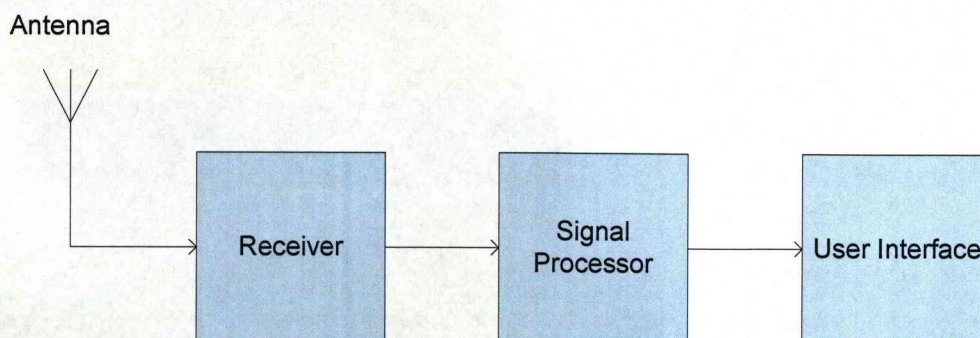 Antenna
Receiver
Signal
Processor
User Interface